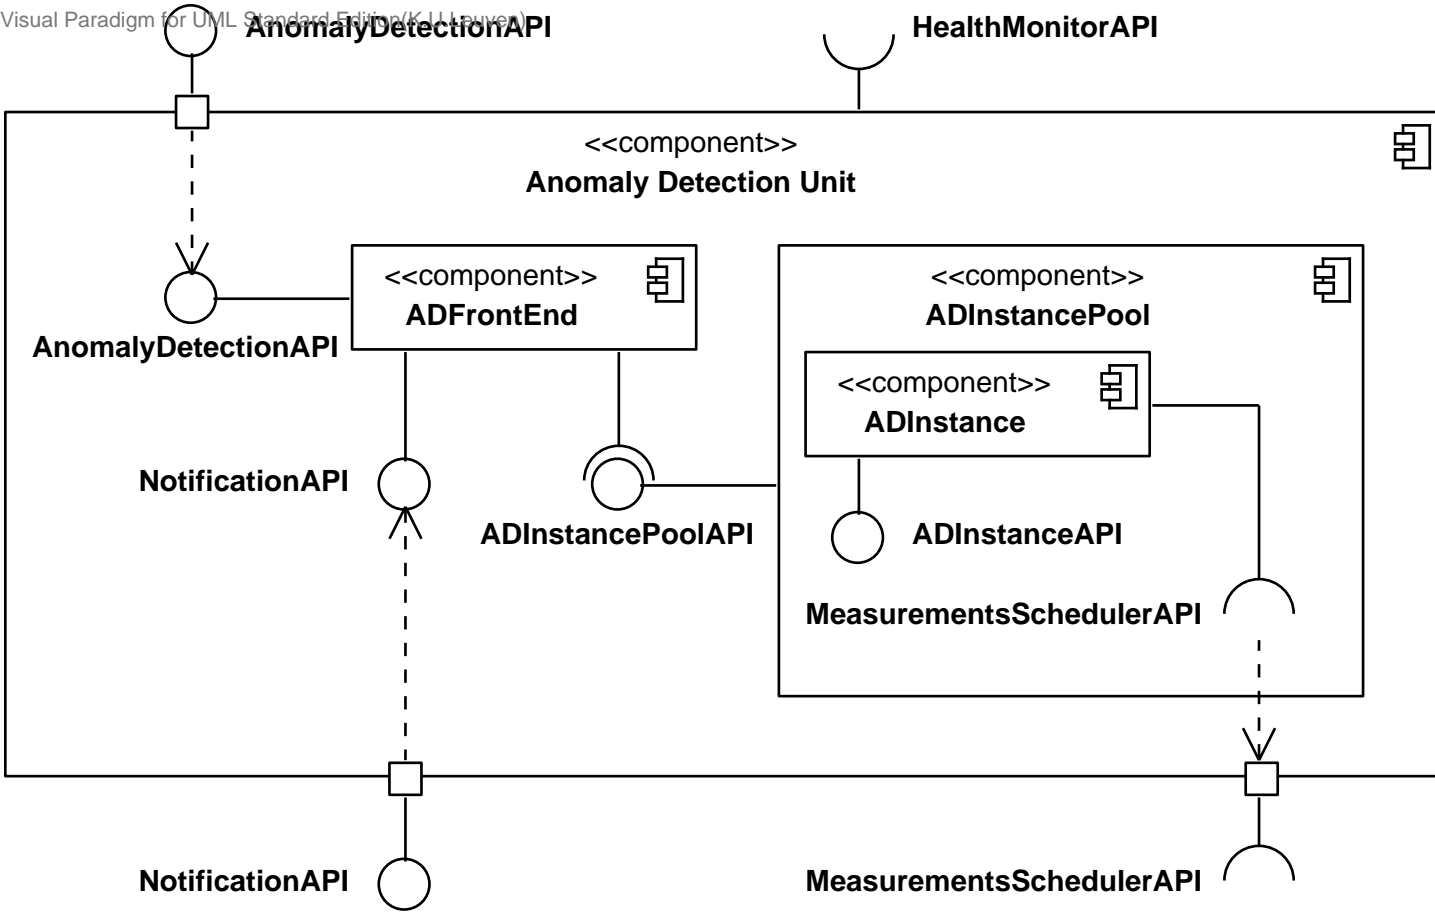 Visual Paradigm for UML Standard Edition(K.U.Leuven)
AnomalyDetectionAPI
HealthMonitorAPI
<<component>>
Anomaly Detection Unit
<<component>>
ADFrontEnd
<<component>>
ADInstancePool
AnomalyDetectionAPI
<<component>>
ADInstance
NotificationAPI
ADInstancePoolAPI
ADInstanceAPI
MeasurementsSchedulerAPI
NotificationAPI
MeasurementsSchedulerAPI